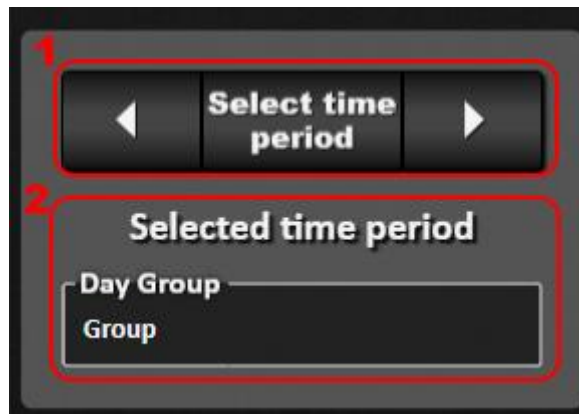 1
Select time
period
2
Selected time period
Day Group
Group